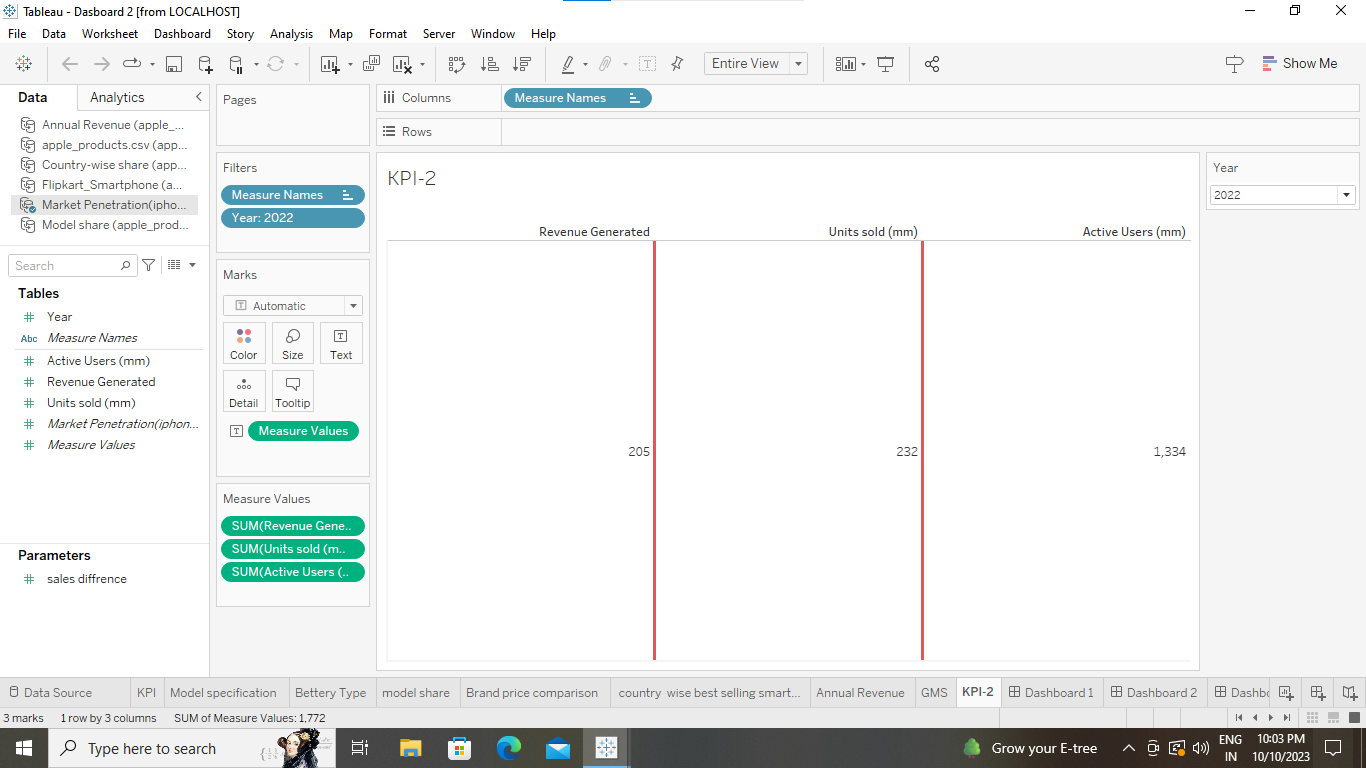 Tableau - Dasboard 2 [from LOCALHOST]
File Data Worksheet Dashboard Story Analysis Map Format Server Window Help
Entire View
Show Me
Data Analytics
Annual Revenue (apple_...
apple_products.csv (app...
Country-wise share (app...
Flipkart_Smartphone (a...
Market Penetration(ipho...
Model share (apple_prod...
Search
Tables
Year
Abc Measure Names
Active Users (mm)
Revenue Generated
Units sold (mm)
Market Penetration(iphon...
Measure Values
Parameters
sales diffrence
Pages
Filters
Measure Names
Year: 2022
Marks
Automatic
Color Size Text
Detail Tooltip
Measure Values
Measure Values
SUM(Revenue Gene..
SUM(Units sold (m..
SUM(Active Users (..
Columns Measure Names
Rows
KPI-2
Revenue Generated Units sold (mm) Active Users (mm)
205 232 1,334
Year
2022
Data Source KPI Model specification Bettery Type model share Brand price comparison country wise best selling smart... Annual Revenue GMS KPI-2 Dashboard 1 Dashboard 2 Dashbo
3 marks 1 row by 3 columns SUM of Measure Values: 1,772
Type here to search
Grow your E-tree
ENG
IN
10:03 PM
10/10/2023